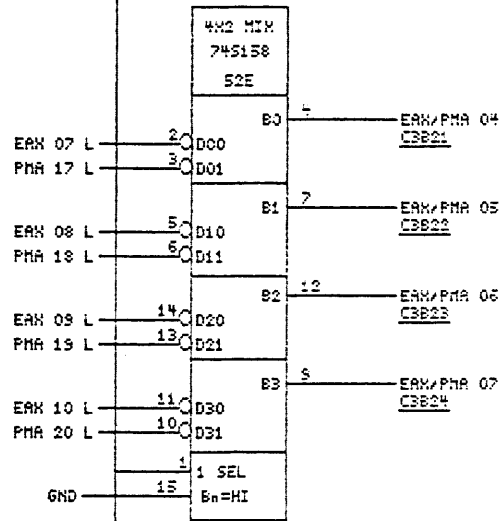 4X2 MIX
74S158
52E
B0 4 EAX/PMA 04
C3B21
EAX 07 L 2 D00
PMA 17 L 3 D01
B1 7 EAX/PMA 05
C3B22
EAX 08 L 5 D10
PMA 18 L 6 D11
B2 12 EAX/PMA 06
C3B23
EAX 09 L 14 D20
PMA 19 L 13 D21
B3 9 EAX/PMA 07
C3B24
EAX 10 L 11 D30
PMA 20 L 10 D31
1 1 SEL
GND 15 Bn=HI